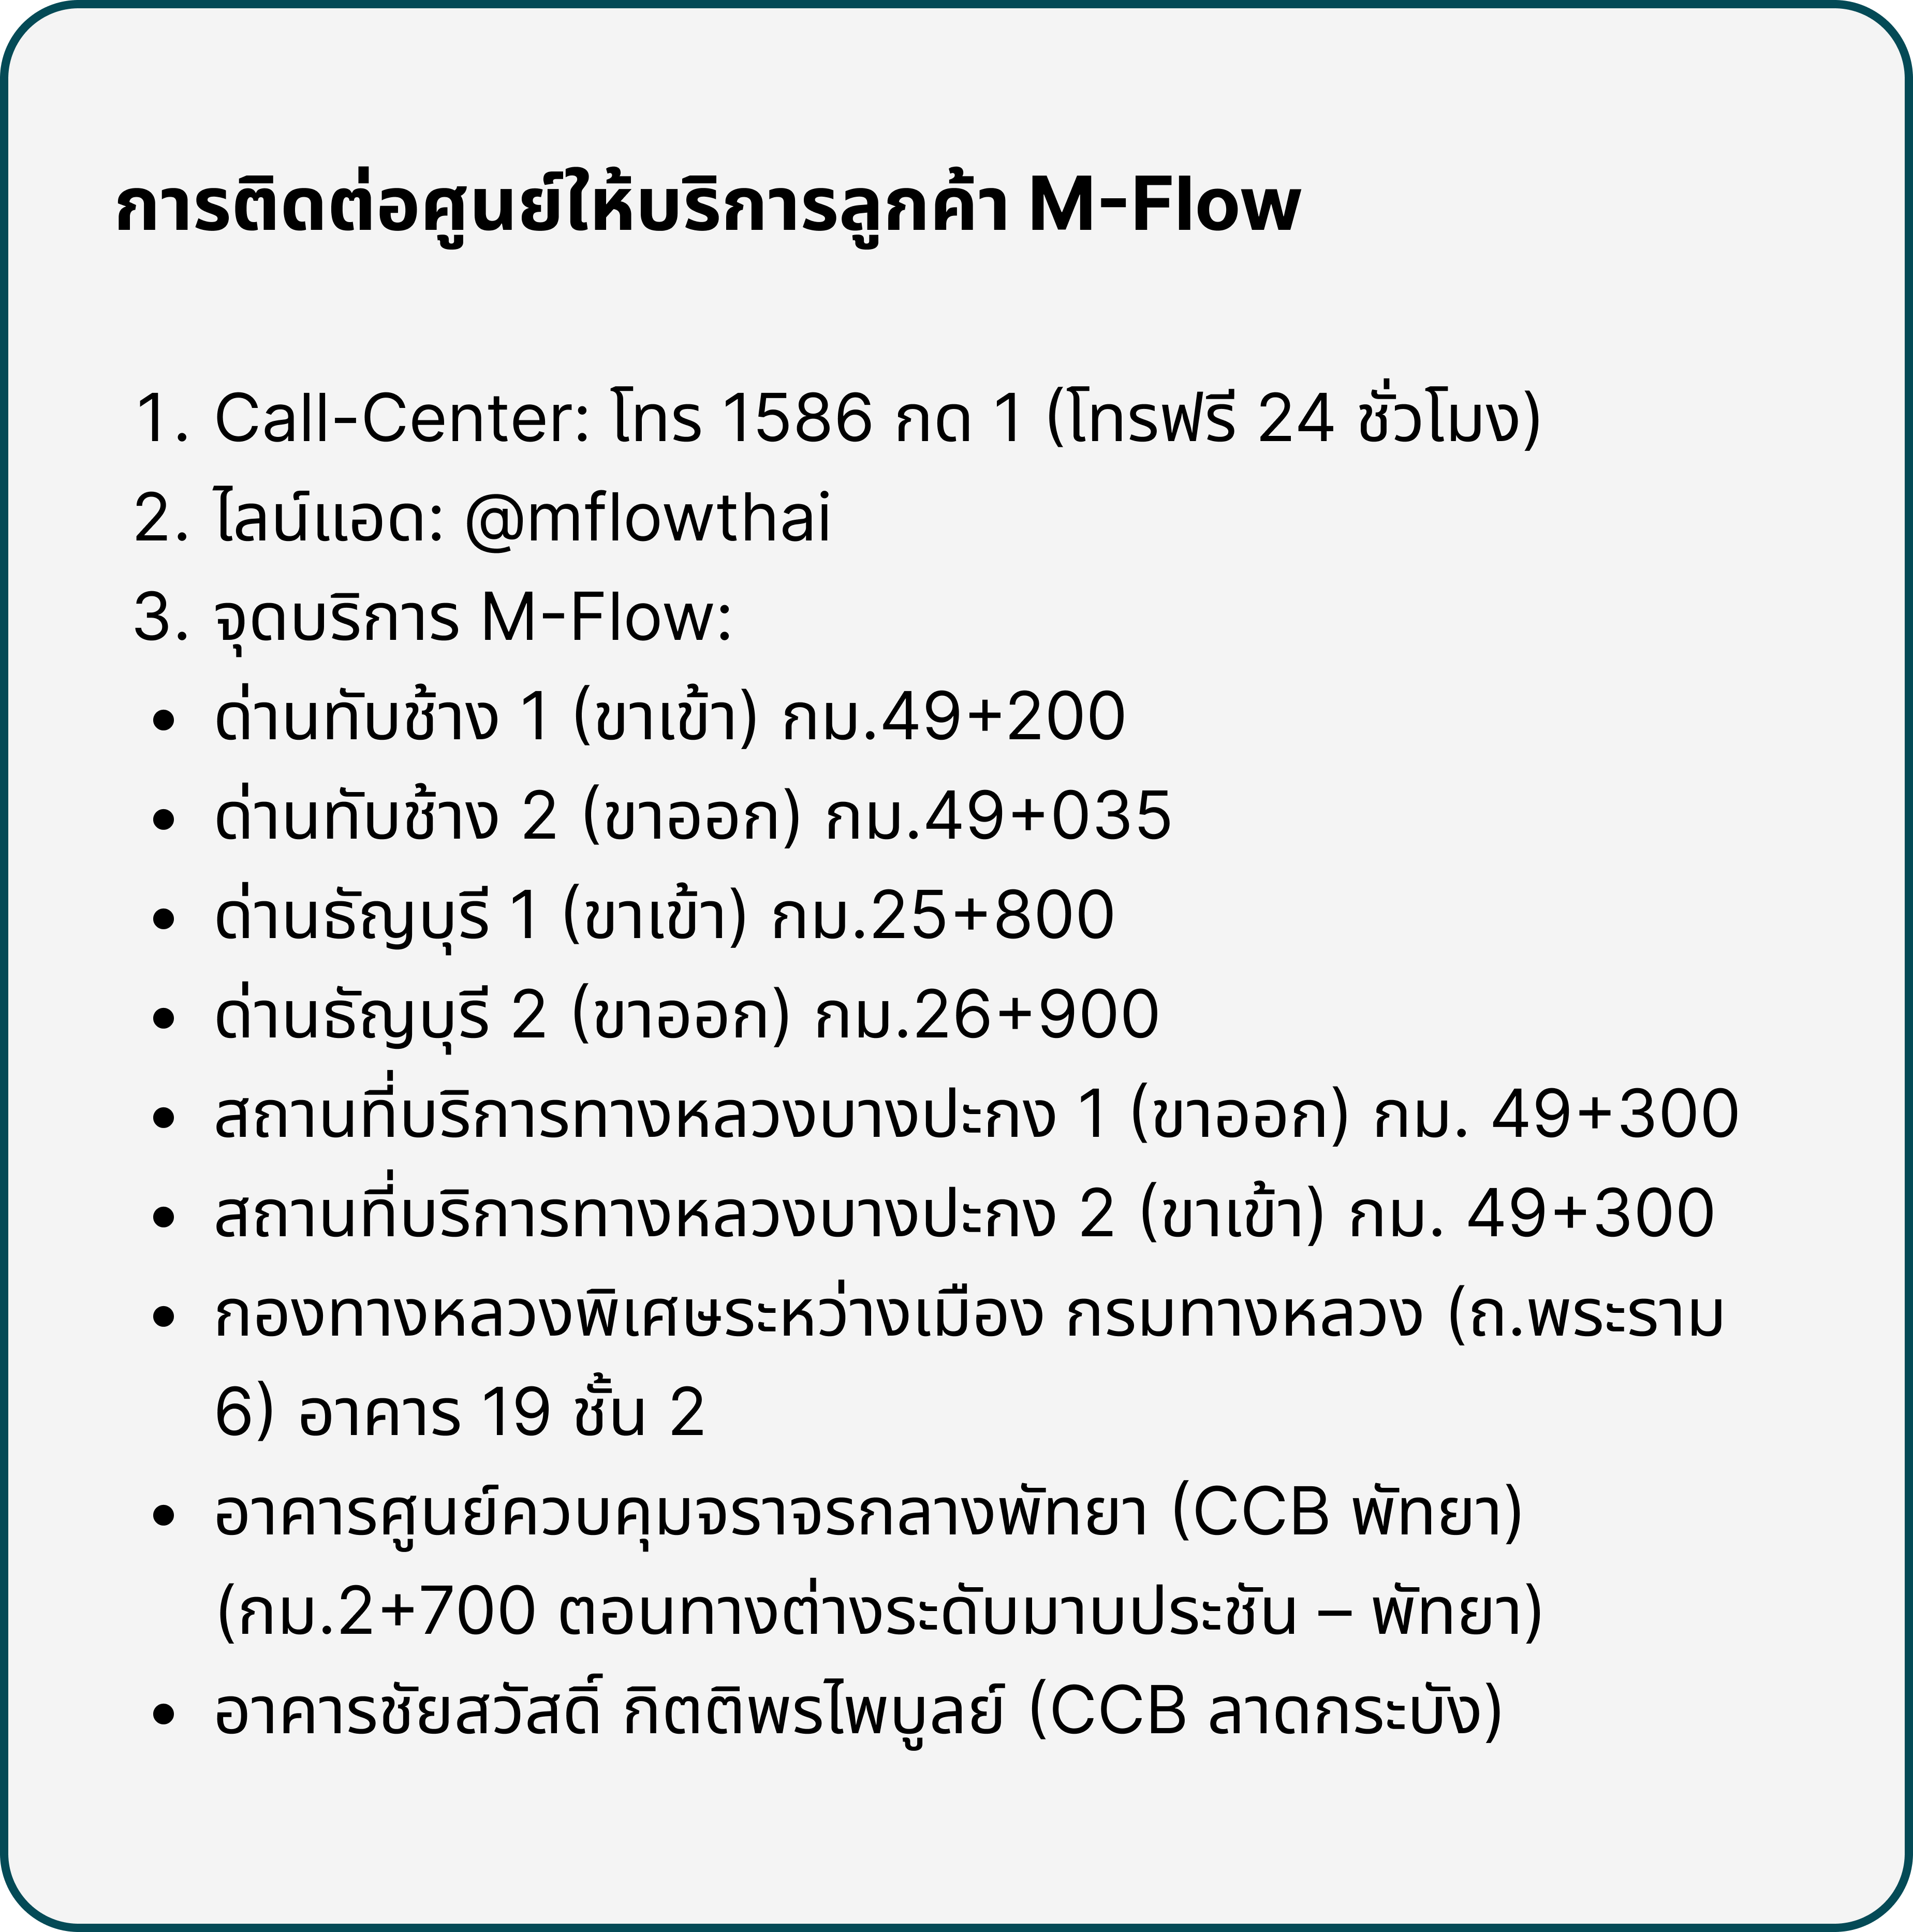 การติดต่อศูนย์ให้บริการลูกค้า M-Flow
1. Call-Center: โทร 1586 กด 1 (โทรฟรี 24 ชั่วโมง)
2. ไลน์แอด: @mflowthai
3. จุดบริการ M-Flow:
• ด่านทับช้าง 1 (ขาเข้า) กม.49+200
• ด่านทับช้าง 2 (ขาออก) กม.49+035
• ด่านธัญบุรี 1 (ขาเข้า) กม.25+800
• ด่านธัญบุรี 2 (ขาออก) กม.26+900
• สถานที่บริการทางหลวงบางปะกง 1 (ขาออก) กม. 49+300
• สถานที่บริการทางหลวงบางปะกง 2 (ขาเข้า) กม. 49+300
• กองทางหลวงพิเศษระหว่างเมือง กรมทางหลวง (ถ.พระราม
6) อาคาร 19 ชั้น 2
• อาคารศูนย์ควบคุมจราจรกลางพัทยา (CCB พัทยา)
(กม.2+700 ตอนทางต่างระดับมาบประชัน – พัทยา)
• อาคารชัยสวัสดิ์ กิตติพรไพบูลย์ (CCB ลาดกระบัง)